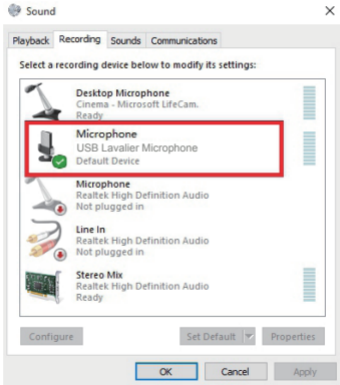 Sound
Playback Recording Sounds Communications
Select a recording device below to modify its settings:
Desktop Microphone
Cinema - Microsoft LifeCam.
Ready
Microphone
USB Lavalier Microphone
Default Device
Microphone
Realtek High Definition Audio
Not plugged in
Line In
Realtek High Definition Audio
Not plugged in
Stereo Mix
Realtek High Definition Audio
Ready
Configure Set Default Properties
OK Cancel Apply